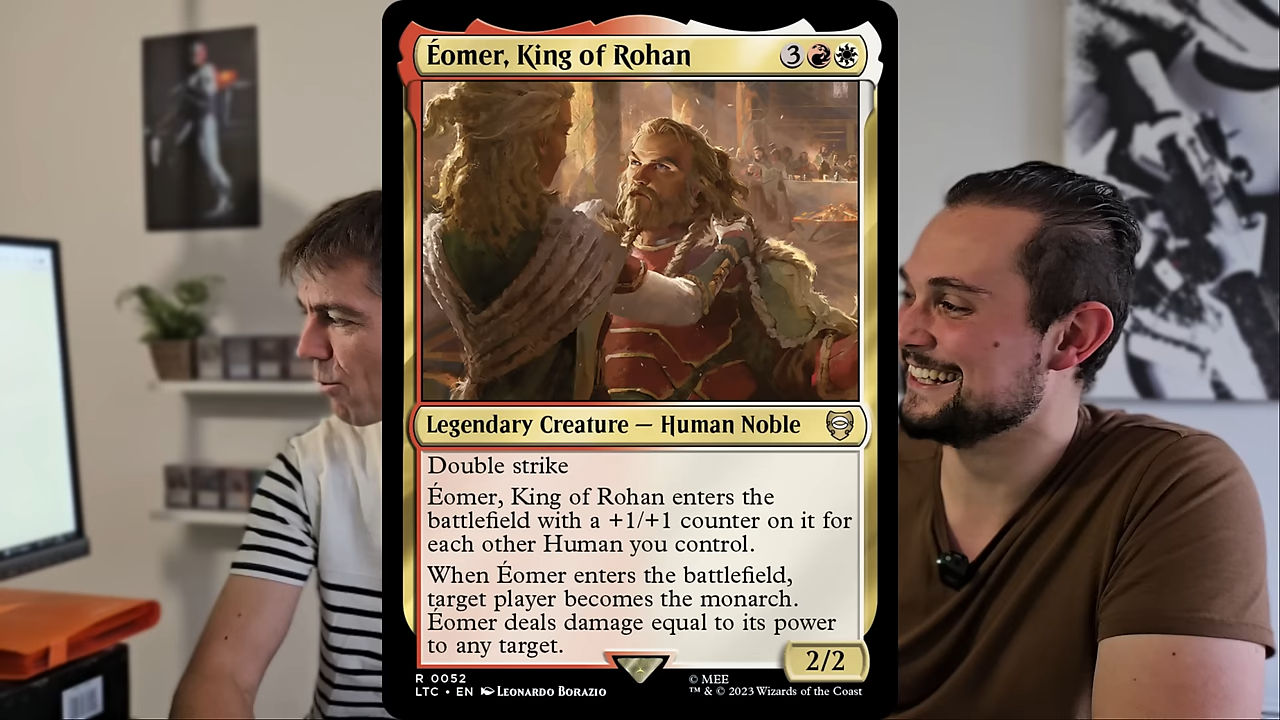 Éomer, King of Rohan 3
Legendary Creature — Human Noble
Double strike
Éomer, King of Rohan enters the
battlefield with a +1/+1 counter on it for
each other Human you control.
When Éomer enters the battlefield,
target player becomes the monarch.
Éomer deals damage equal to its power
to any target.
2/2
R 0052
LTC • EN Leonardo Borazio
© MEE
™ & © 2023 Wizards of the Coast